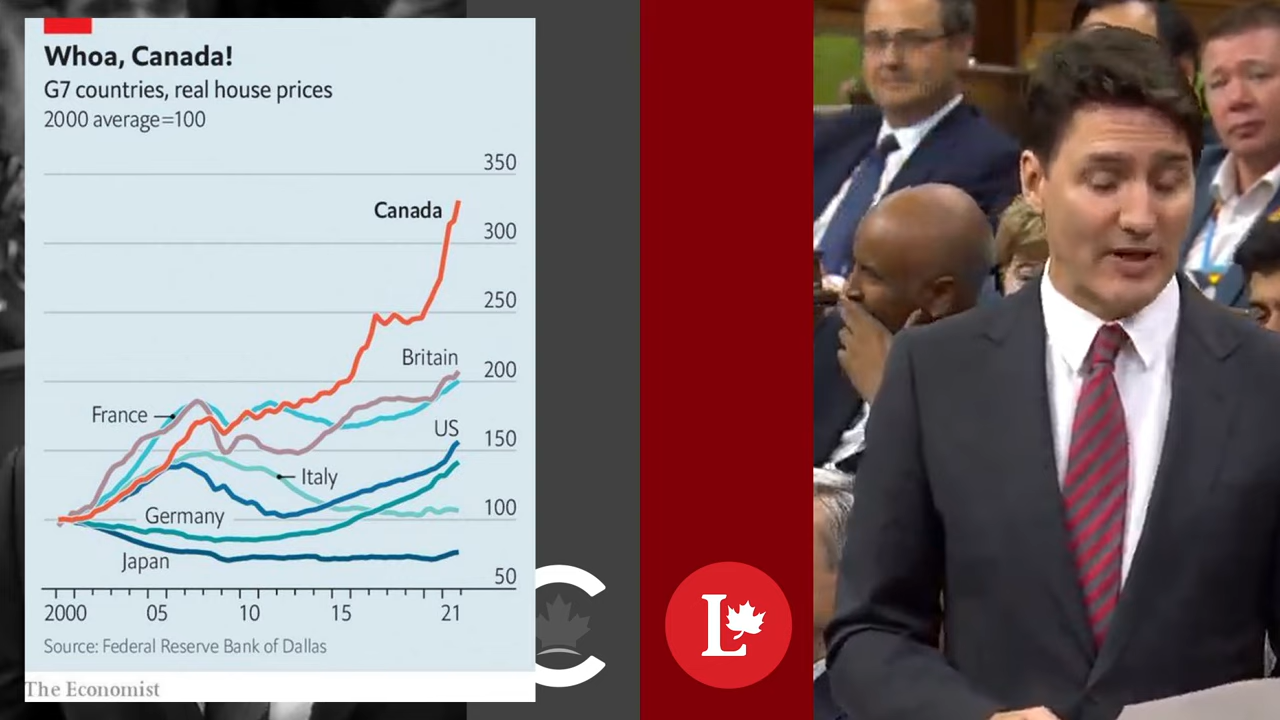 Whoa, Canada!
G7 countries, real house prices
2000 average=100
350
Canada
300
250
Britain
200
France
US
150
Italy
Germany
100
Japan
50
2000 05 10 15 21
Source: Federal Reserve Bank of Dallas
The Economist
C
L